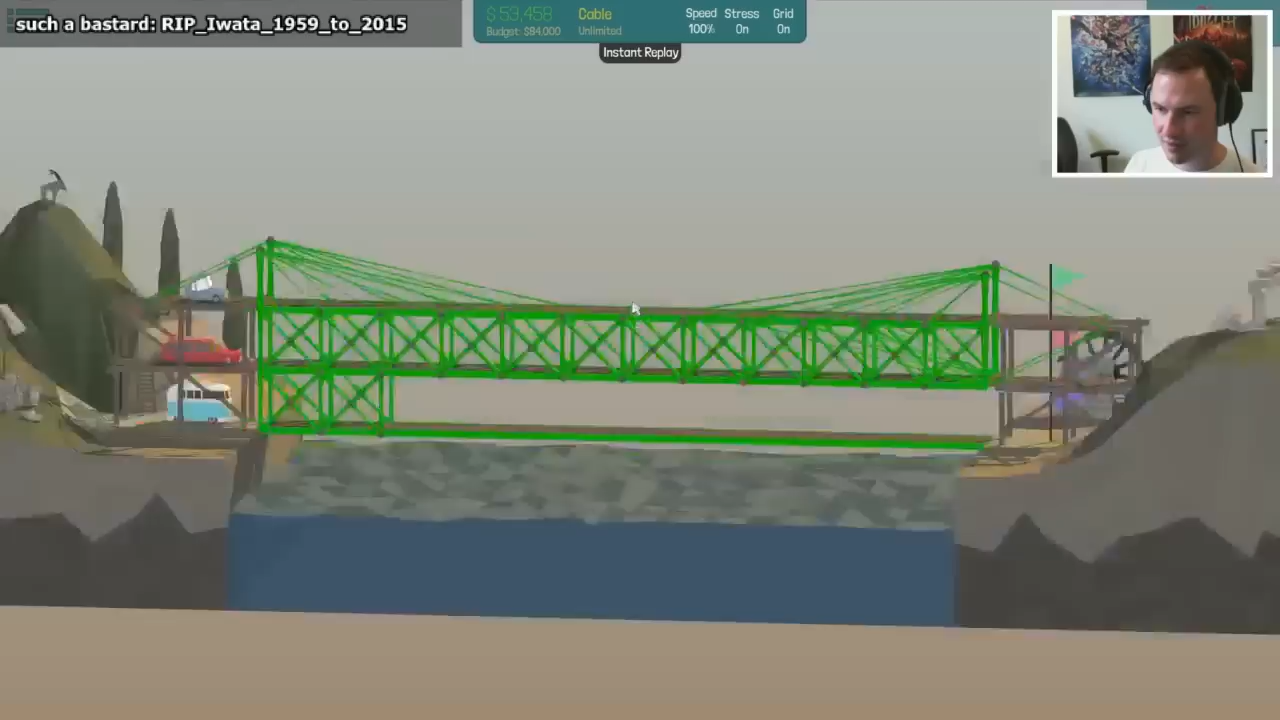 such a bastard: RIP_Iwata_1959_to_2015
$ 53,458
Budget: $84,000
Cable
Unlimited
Speed
100%
Stress
On
Grid
On
Instant Replay